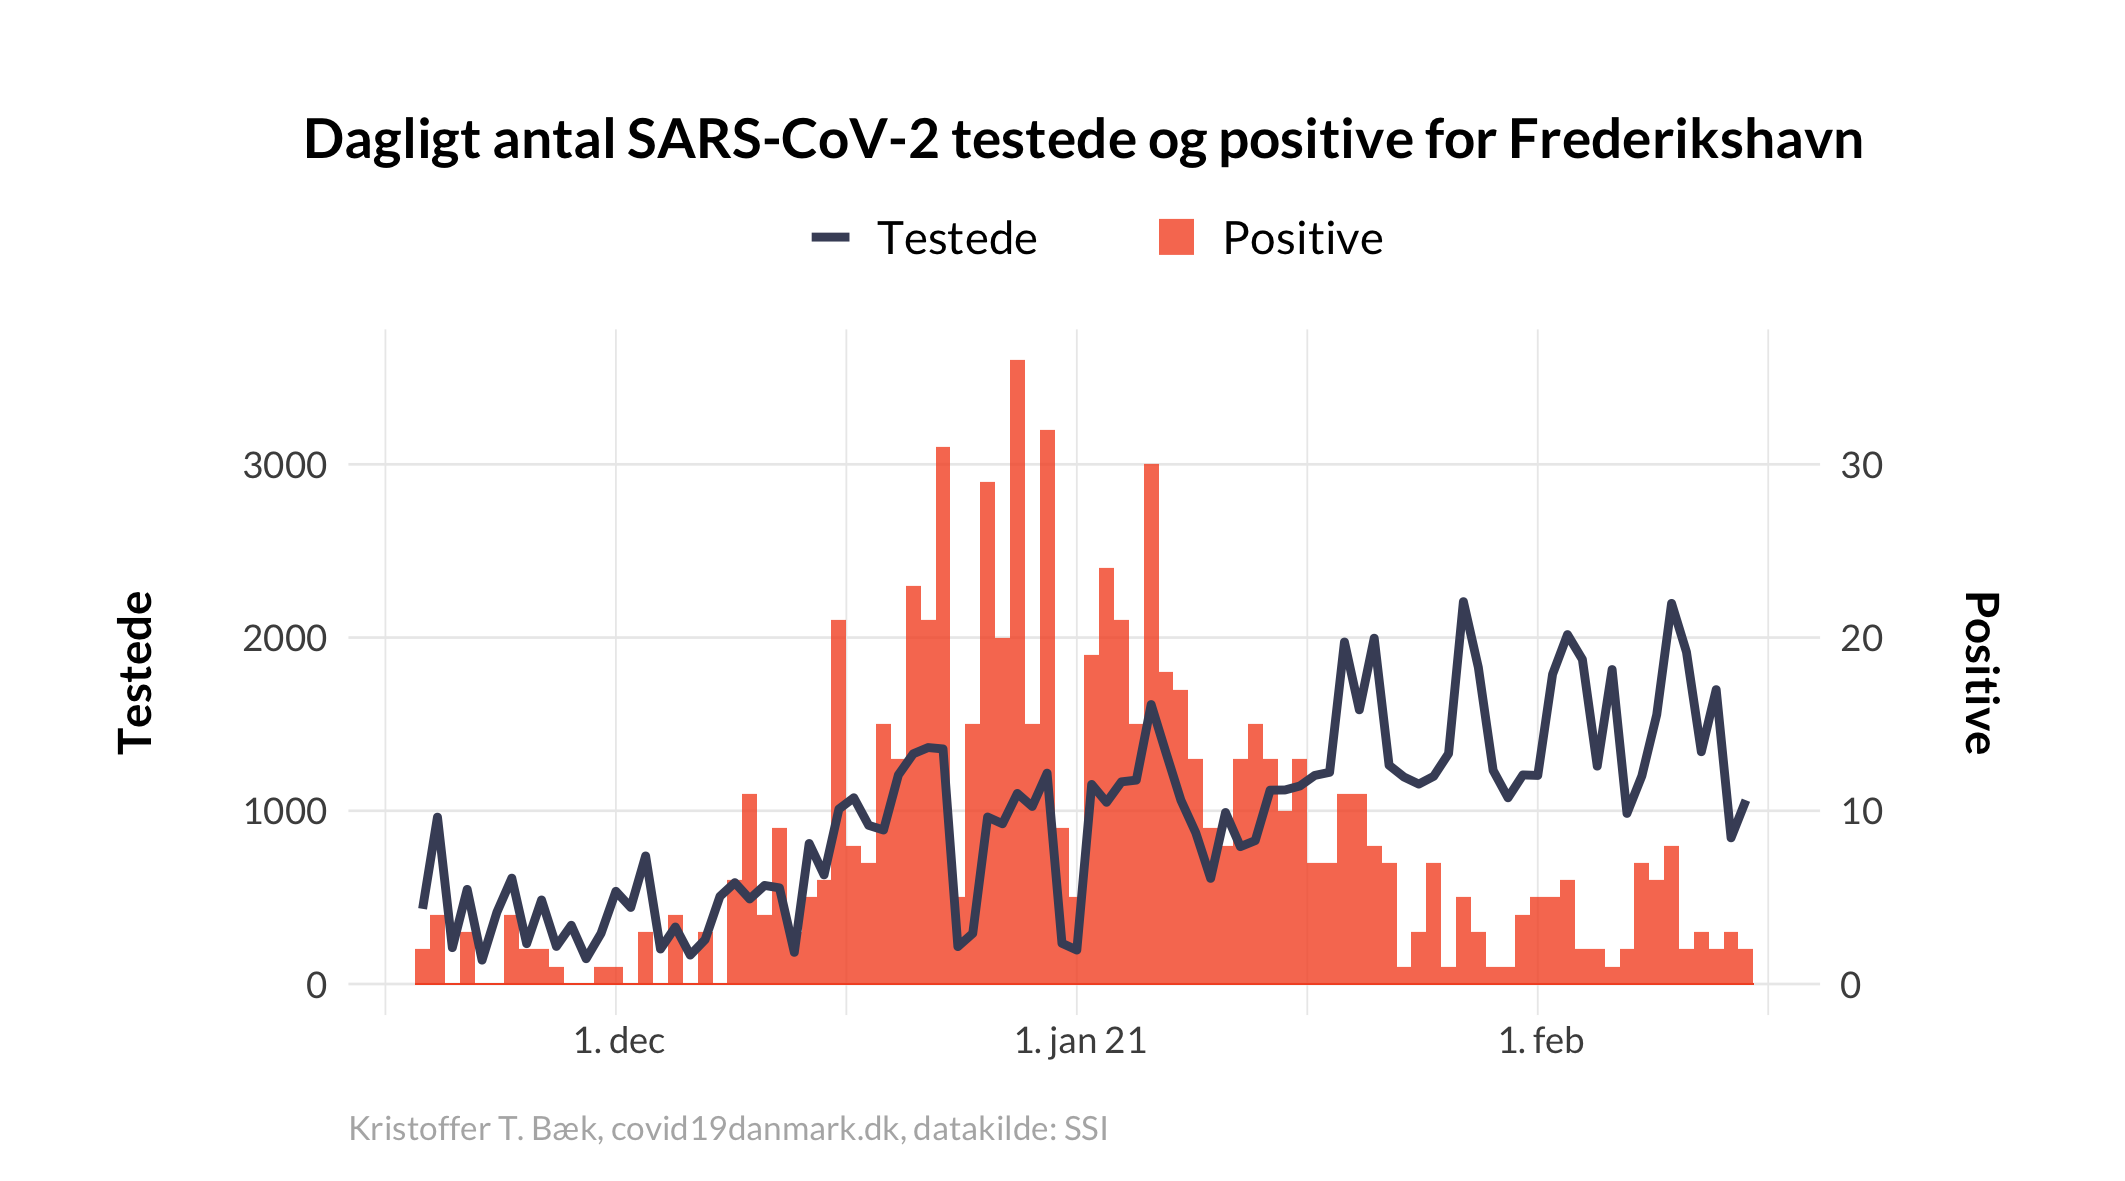 Dagligt antal SARS-CoV-2 testede og positive for Frederikshavn
Testede
Positive
3000
2000
1000
0
Testede
30
20
10
0
Positive
1. dec
1. jan 21
1. feb
Kristoffer T. Bæk, covid19danmark.dk, datakilde: SSI